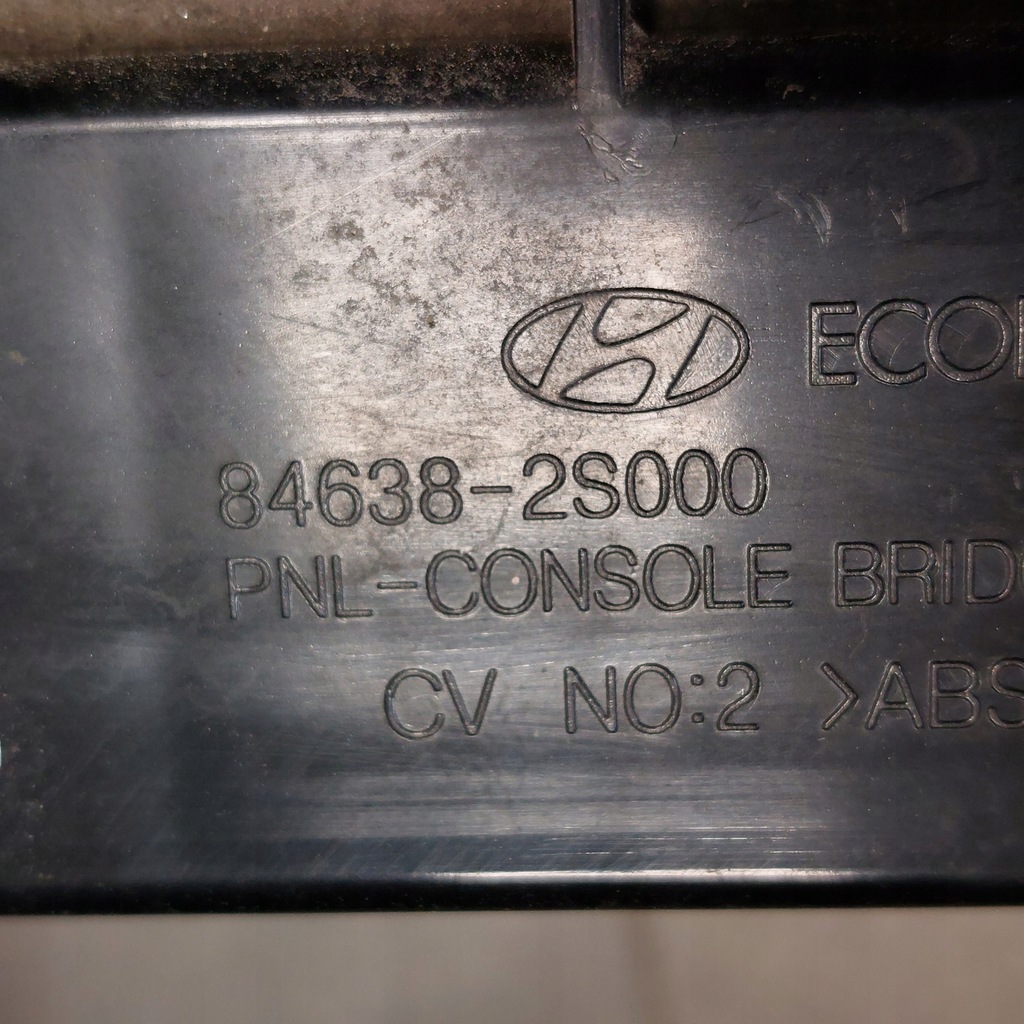 ECO
84638-2S000
PNL-CONSOLE BRID
CV NO:2 >ABS